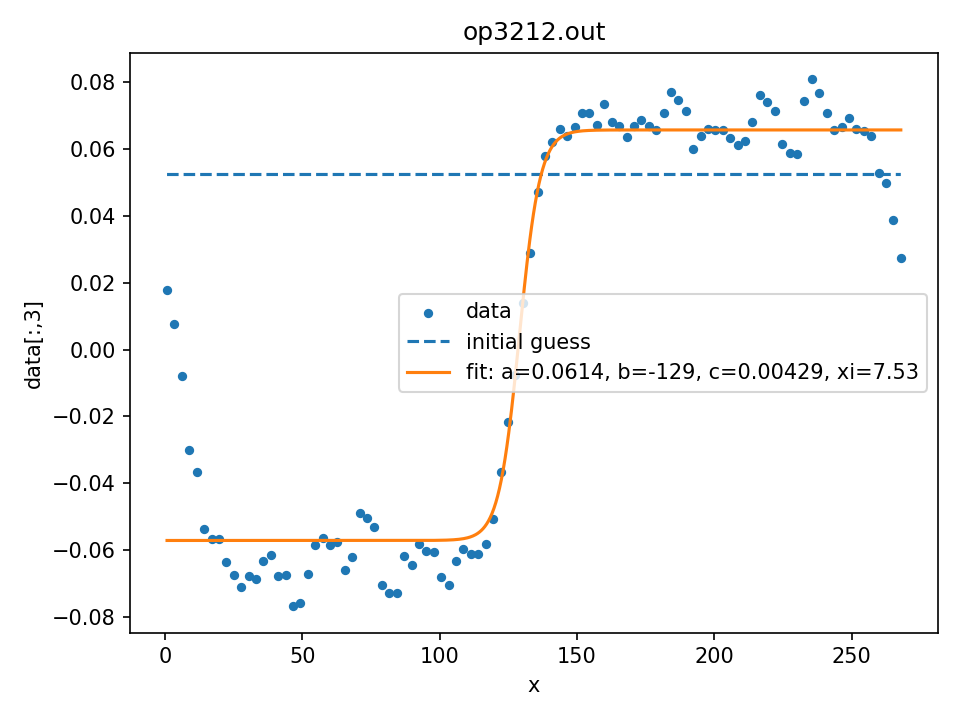 op3212.out
0.08
0.06
0.04
0.02
0.00
−0.02
−0.04
−0.06
−0.08
data[:,3]
data
initial guess
fit: a=0.0614, b=-129, c=0.00429, xi=7.53
0 50 100 150 200 250
x